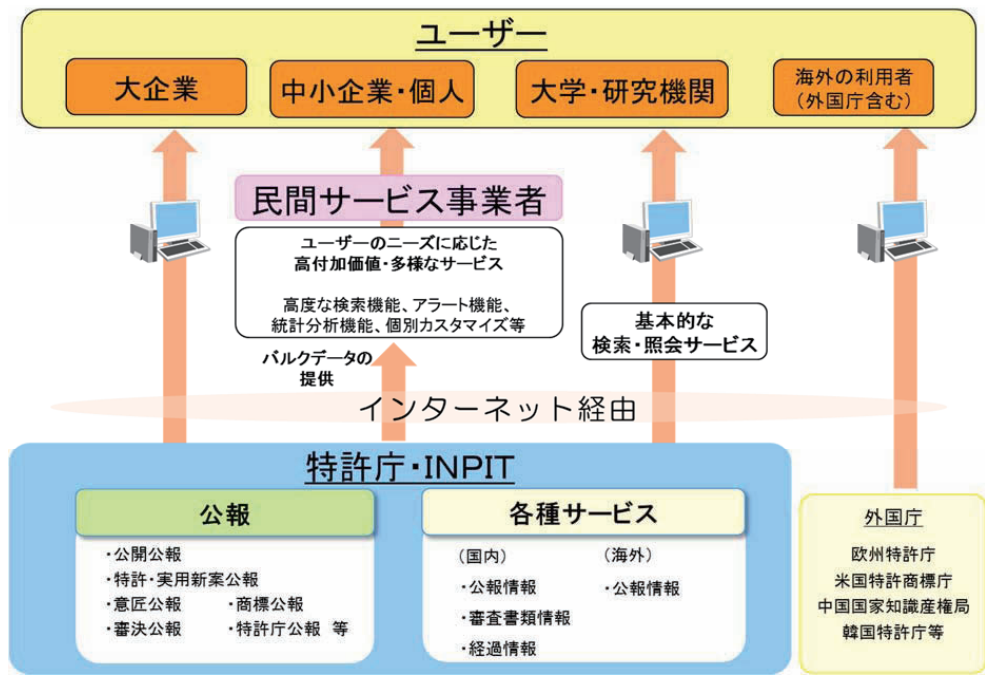 ユーザー
大企業
中小企業・個人
大学・研究機関
海外の利用者
（外国庁含む）
民間サービス事業者
ユーザーのニーズに応じた
高付加価値・多様なサービス
高度な検索機能、アラート機能、
統計分析機能、個別カスタマイズ等
基本的な
検索・照会サービス
バルクデータの
提供
インターネット経由
特許庁・INPIT
公報
・公開公報
・特許・実用新案公報
・意匠公報　・商標公報
・審決公報　・特許庁公報 等
各種サービス
（国内）　（海外）
・公報情報　・公報情報
・審査書類情報
・経過情報
外国庁
欧州特許庁
米国特許商標庁
中国国家知識産権局
韓国特許庁等